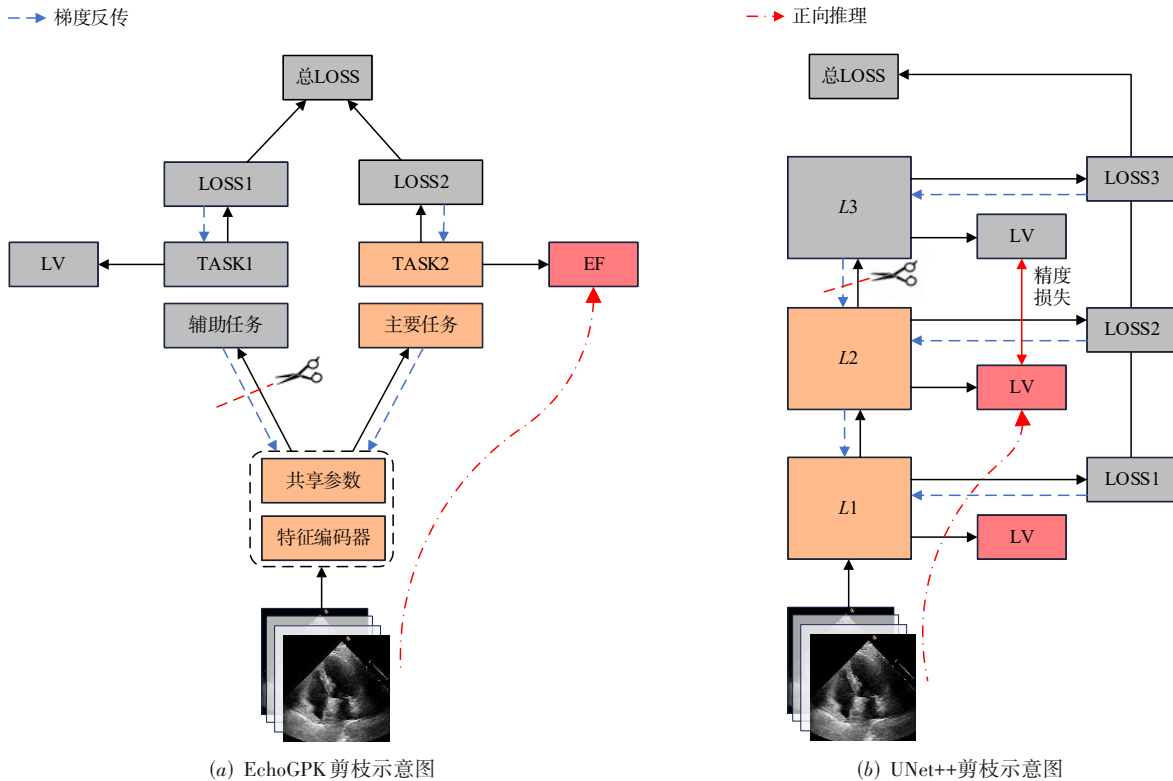 梯度反传
正向推理
总LOSS
LOSS1
LOSS2
LV
TASK1
TASK2
EF
辅助任务
主要任务
共享参数
特征编码器
(a) EchoGPK剪枝示意图
总LOSS
L3
LOSS3
LV
精度
损失
L2
LOSS2
LV
L1
LOSS1
LV
(b) UNet++剪枝示意图